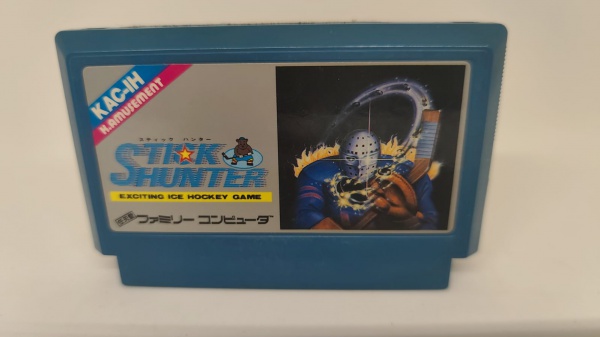 KAC-IH
K.AMUSEMENT
スティック ハンター
STICK
HUNTER
EXCITING ICE HOCKEY GAME
ファミリー コンピュータ